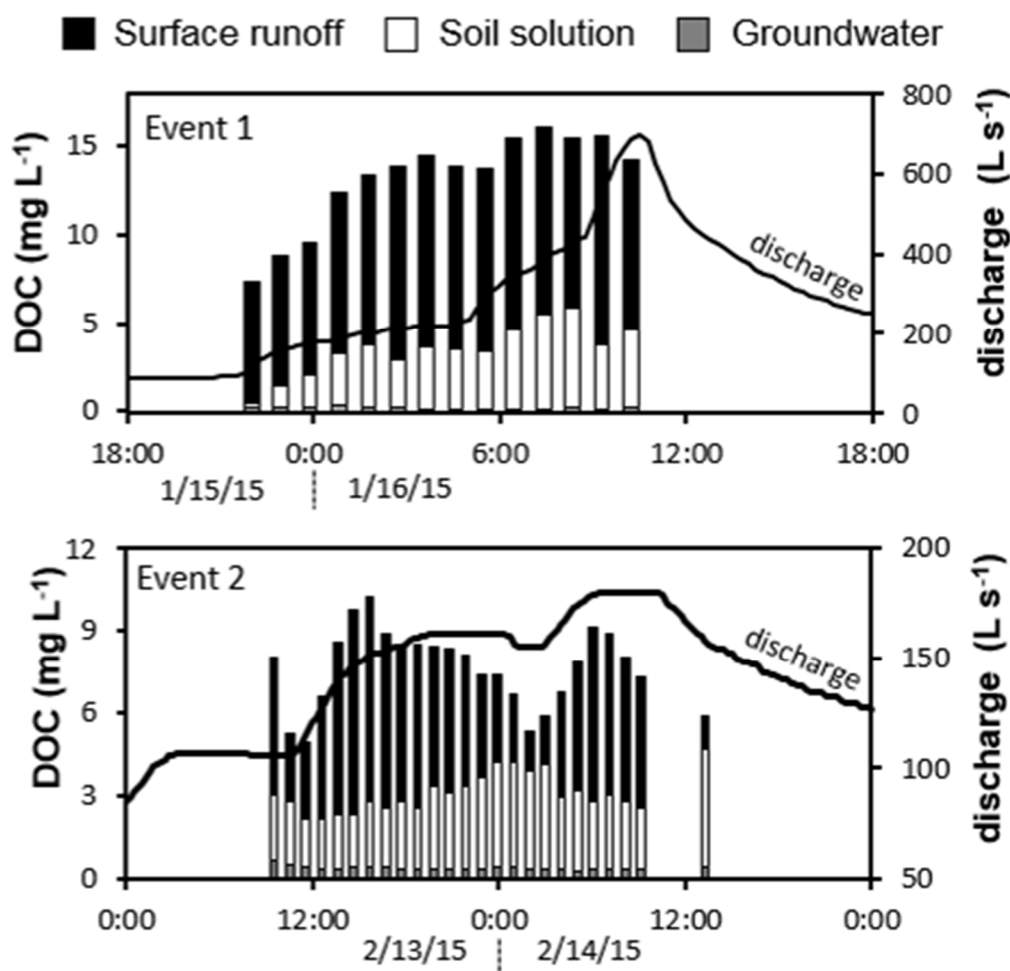 Surface runoff Soil solution Groundwater
Event 1
DOC (mg L-1)
15
10
5
0
800
600
400
200
0
discharge (L s-1)
discharge
18:00 0:00 6:00 12:00 18:00
1/15/15 1/16/15
Event 2
DOC (mg L-1)
12
9
6
3
0
200
150
100
50
discharge (L s-1)
discharge
0:00 12:00 0:00 12:00 0:00
2/13/15 2/14/15